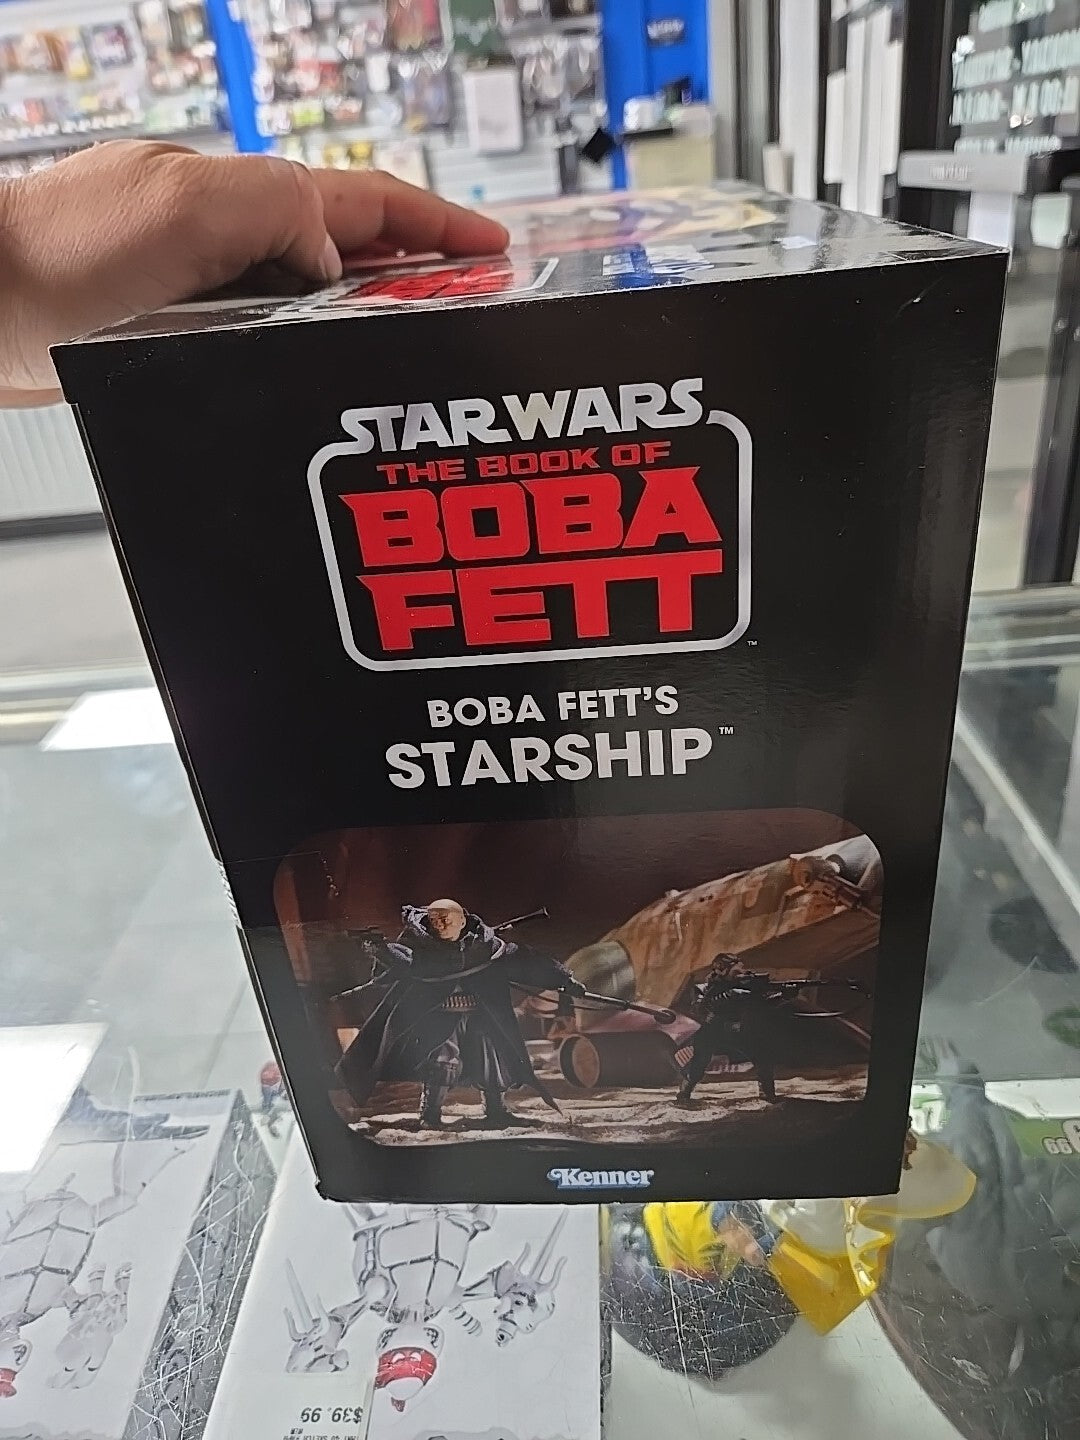 STAR WARS
THE BOOK OF
BOBA
FETT
™
BOBA FETT'S
STARSHIP™
Kenner
$39.99